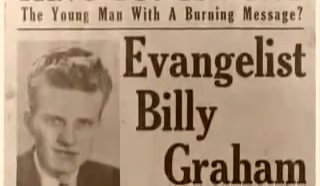 The Young Man With A Burning Message?
Evangelist
Billy
Graham